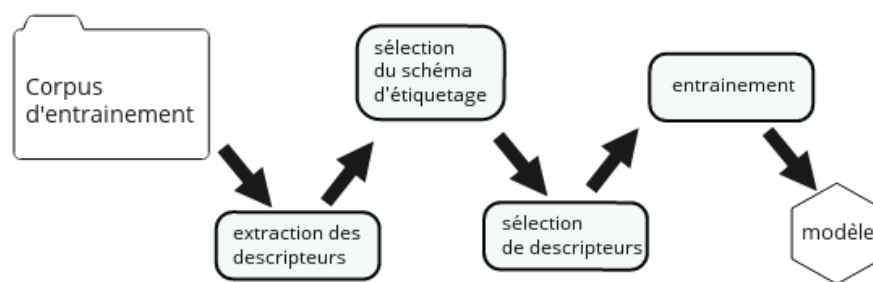 Corpus
d'entrainement
extraction des
descripteurs
sélection
du schéma
d'étiquetage
sélection
de descripteurs
entrainement
modèle